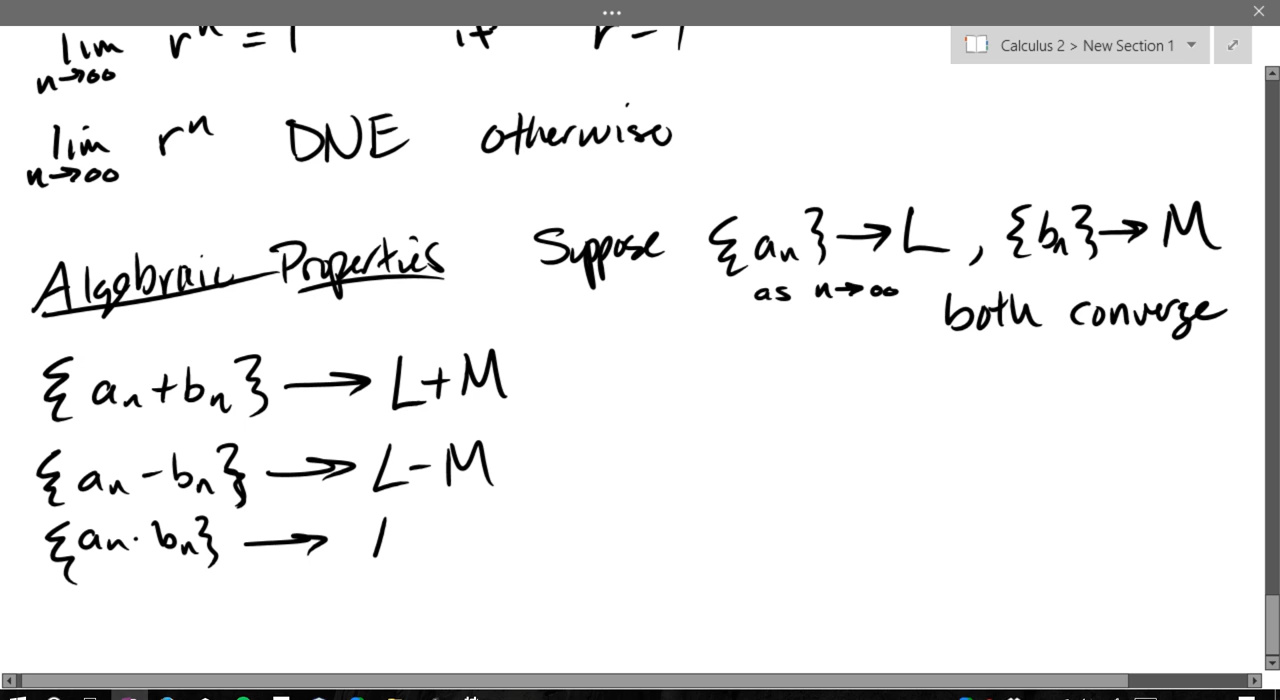 Calculus 2 > New Section 1
lim n→∞ rⁿ = 1 if r = 1
lim n→∞ rⁿ DNE otherwise
Algebraic Properties Suppose {aₙ} → L , {bₙ} → M
as n→∞ both converge
{aₙ + bₙ} → L + M
{aₙ - bₙ} → L - M
{aₙ · bₙ} →